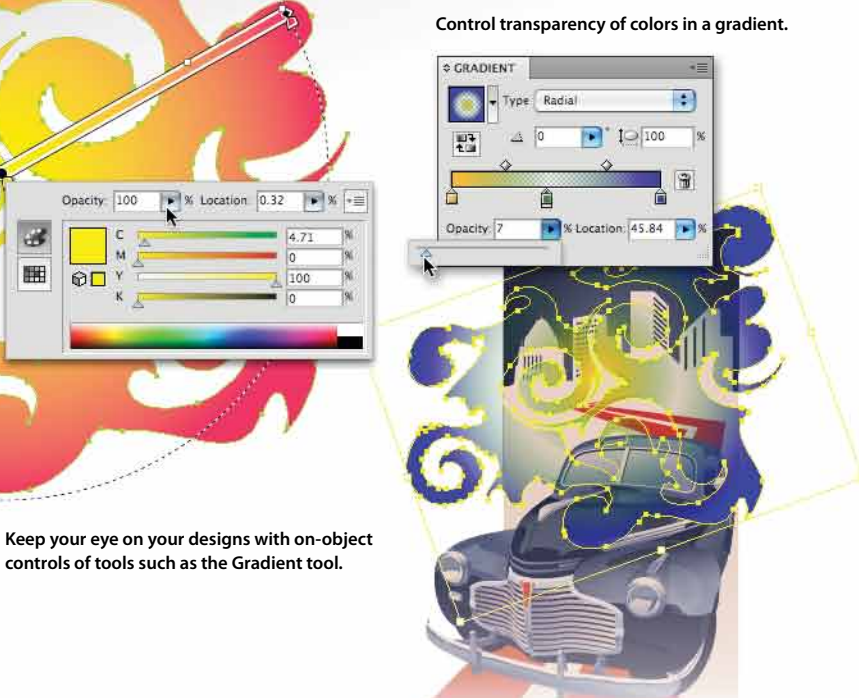 Control transparency of colors in a gradient.
GRADIENT
Type Radial
0 ° 100 %
Opacity: 7 % Location: 45.84 %
Opacity: 100 % Location: 0.32 %
C 4.71 %
M 0 %
Y 100 %
K 0 %
Keep your eye on your designs with on-object
controls of tools such as the Gradient tool.